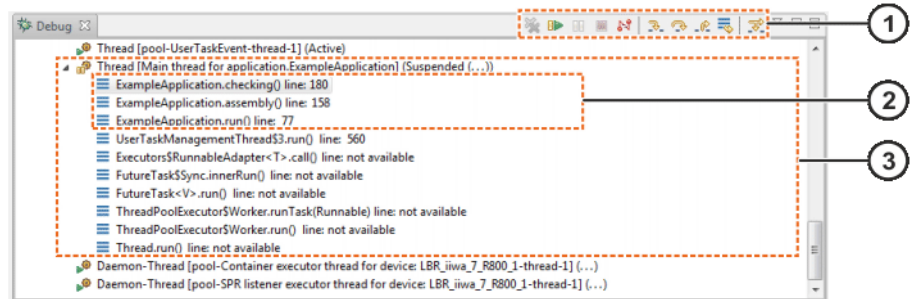 Debug
1
Thread [pool-UserTaskEvent-thread-1] (Active)
Thread [Main thread for application.ExampleApplication] (Suspended (...))
ExampleApplication.checking() line: 180
2
ExampleApplication.assembly() line: 158
ExampleApplication.run() line: 77
UserTaskManagementThread$3.run() line: 560
Executors$RunnableAdapter<T>.call() line: not available
3
FutureTask$Sync.innerRun() line: not available
FutureTask<V>.run() line: not available
ThreadPoolExecutor$Worker.runTask(Runnable) line: not available
ThreadPoolExecutor$Worker.run() line: not available
Thread.run() line: not available
Daemon-Thread [pool-Container executor thread for device: LBR_iiwa_7_R800_1-thread-1] (...)
Daemon-Thread [pool-SPR listener executor thread for device: LBR_iiwa_7_R800_1-thread-1] (...)